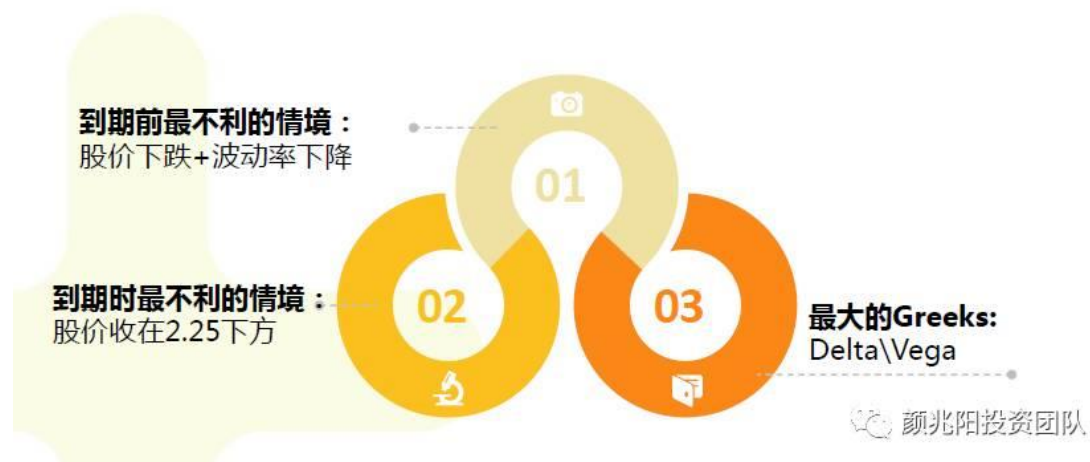 到期前最不利的情境：
股价下跌+波动率下降
01
到期时最不利的情境：
股价收在2.25下方
02
03
最大的Greeks:
Delta\Vega
颜兆阳投资团队